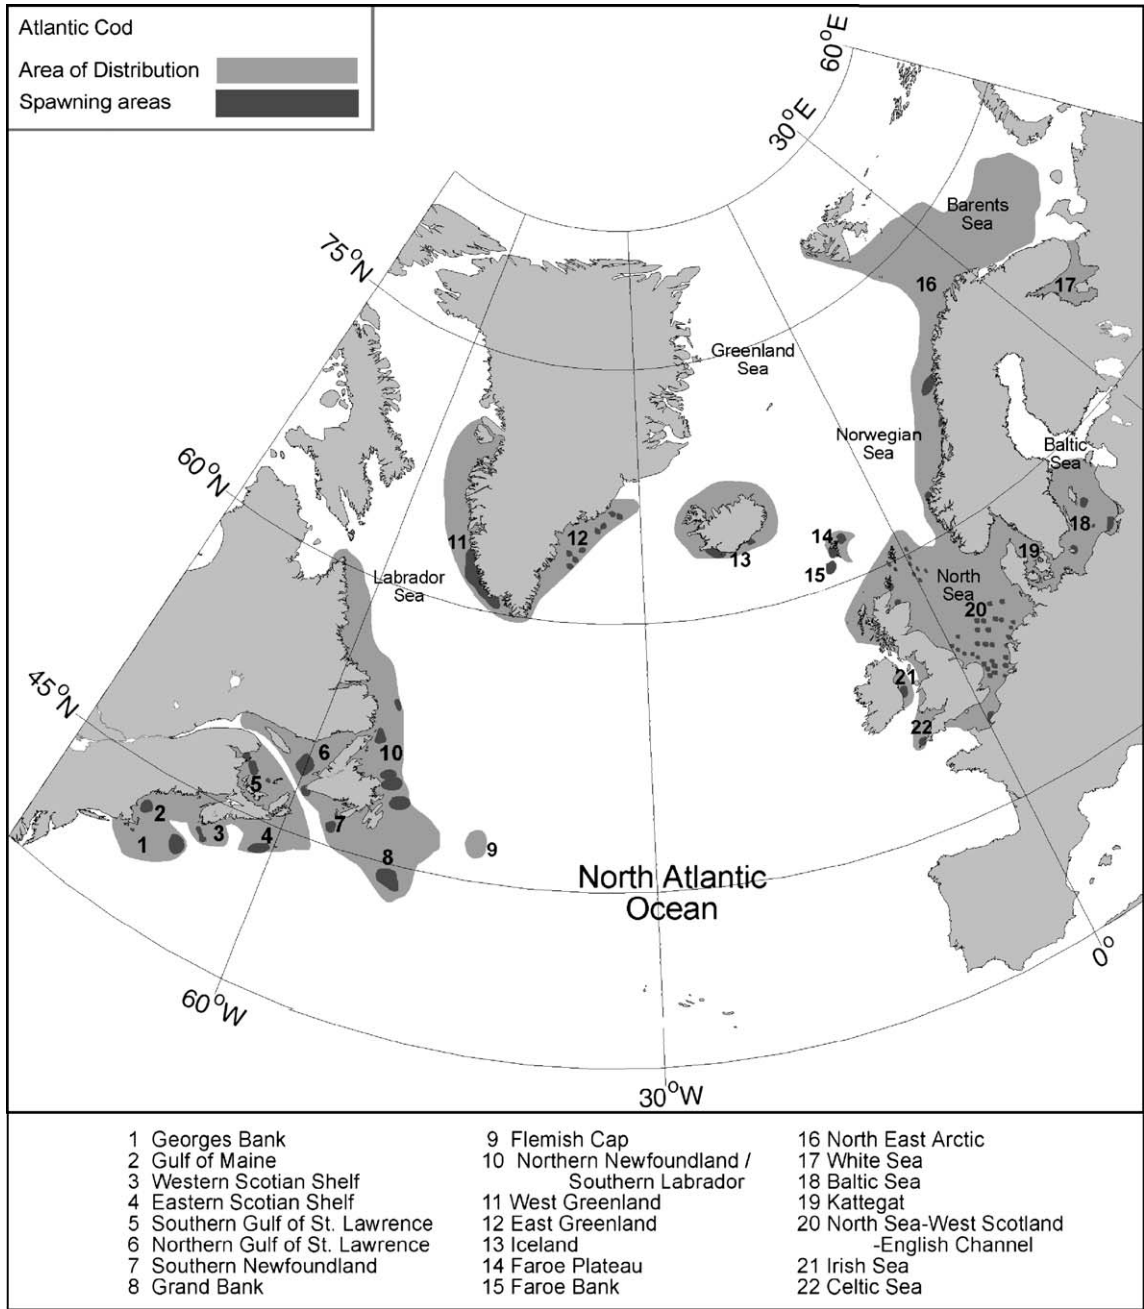 Atlantic Cod
Area of Distribution
Spawning areas
60°E
30°E
Barents
Sea
75°N
16
17
Greenland
Sea
Norwegian
Sea
Baltic
Sea
60°N
11
12
13
14
15
18
19
North
Sea
20
Labrador
Sea
21
22
45°N
10
6
5
2
1
3
4
7
8
9
North Atlantic
Ocean
0°
60°W
30°W
1 Georges Bank
2 Gulf of Maine
3 Western Scotian Shelf
4 Eastern Scotian Shelf
5 Southern Gulf of St. Lawrence
6 Northern Gulf of St. Lawrence
7 Southern Newfoundland
8 Grand Bank
9 Flemish Cap
10 Northern Newfoundland /
Southern Labrador
11 West Greenland
12 East Greenland
13 Iceland
14 Faroe Plateau
15 Faroe Bank
16 North East Arctic
17 White Sea
18 Baltic Sea
19 Kattegat
20 North Sea-West Scotland
-English Channel
21 Irish Sea
22 Celtic Sea